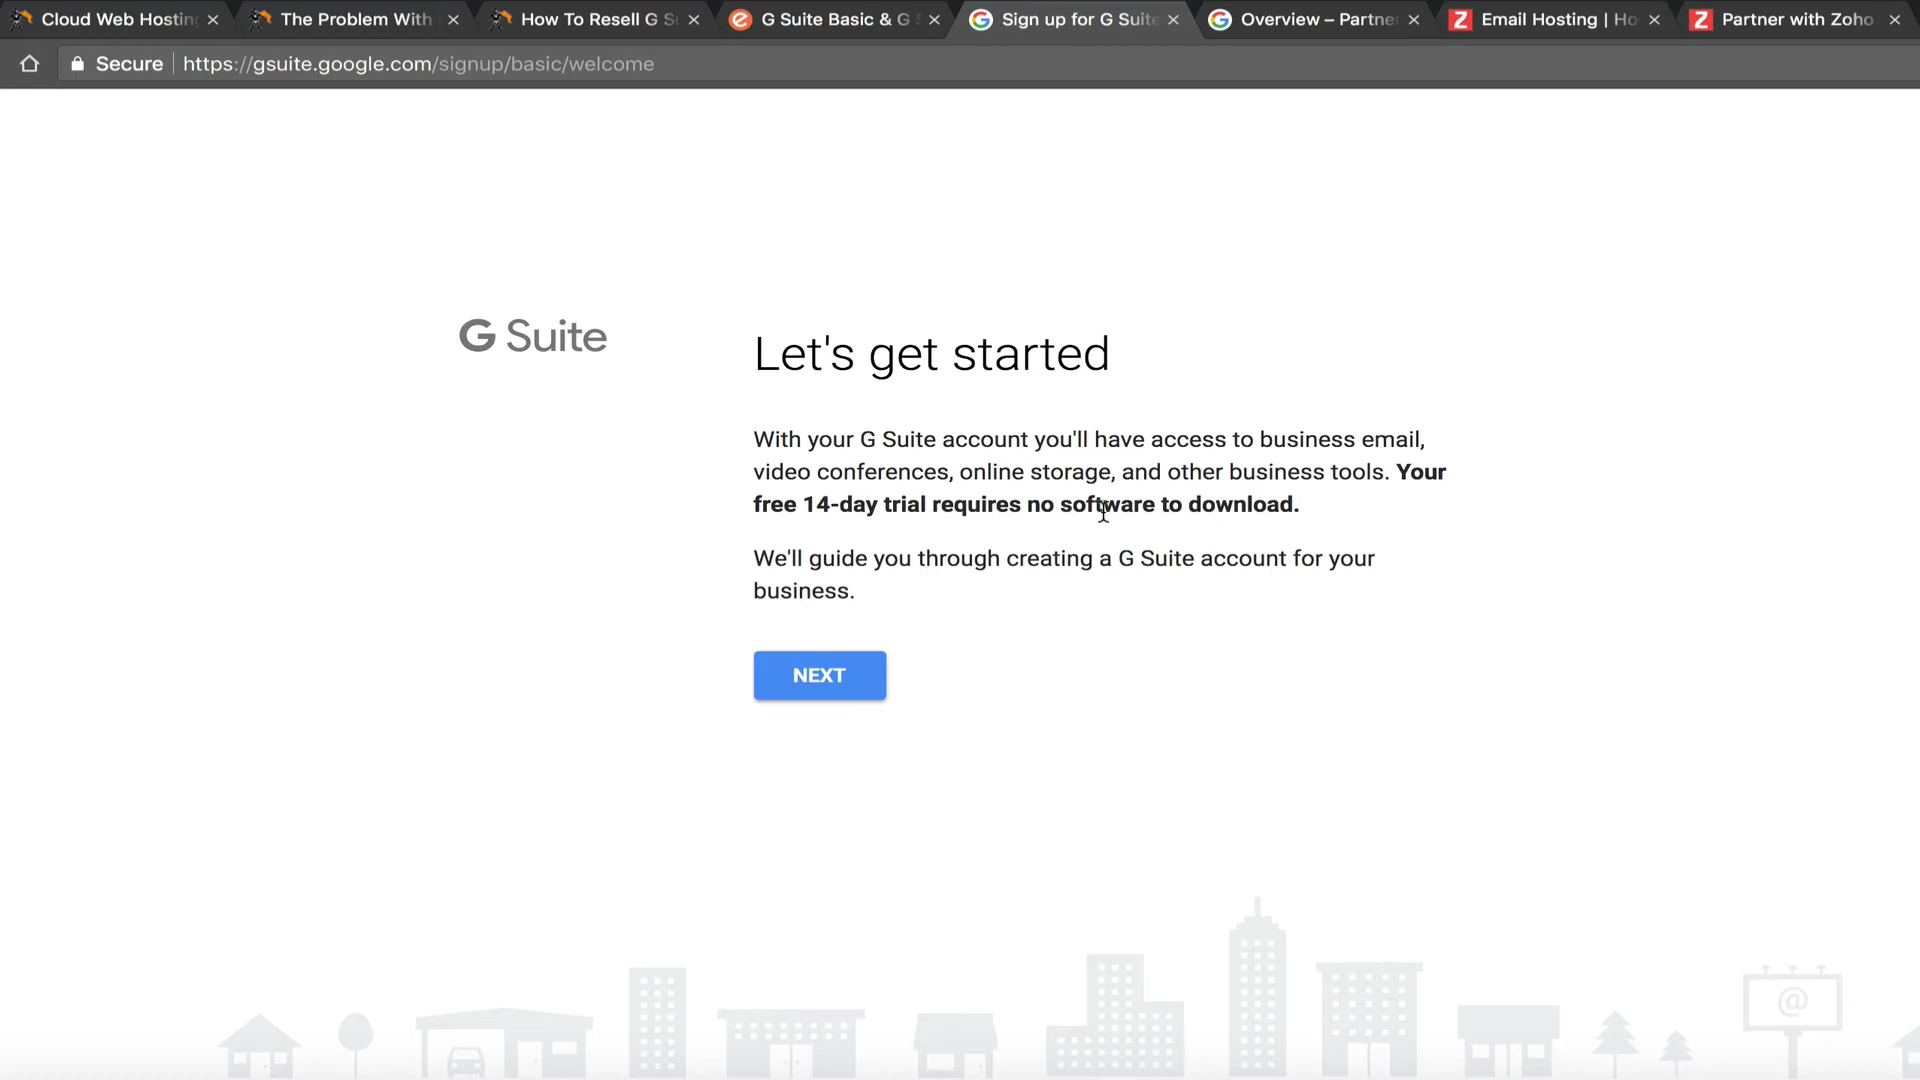 Cloud Web Hosting
The Problem With
How To Resell G Su
G Suite Basic & G S
Sign up for G Suite
Overview – Partner
Email Hosting | Ho
Partner with Zoho
Secure
https://gsuite.google.com/signup/basic/welcome
G Suite
Let's get started
With your G Suite account you'll have access to business email,
video conferences, online storage, and other business tools. Your
free 14-day trial requires no software to download.
We'll guide you through creating a G Suite account for your
business.
NEXT
@